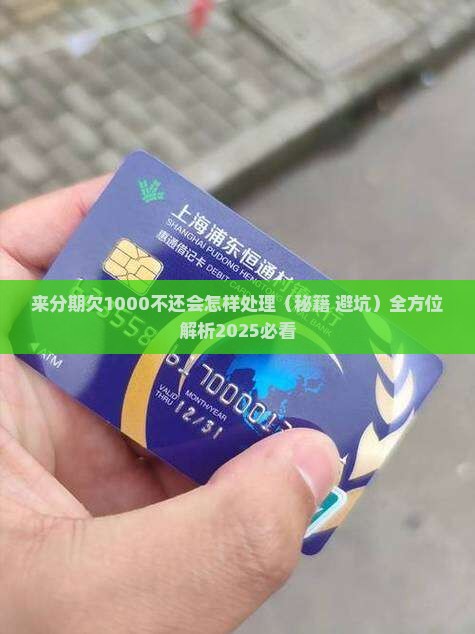 上海浦东恒通村镇银行
SHANGHAI PUDONG HENGTONG
惠通借记卡 DEBIT CARD
来分期欠1000不还会怎样处理（秘籍 避坑）全方位
解析2025必看
ATM
VALID
THRU
MONTH/YEAR
12/31